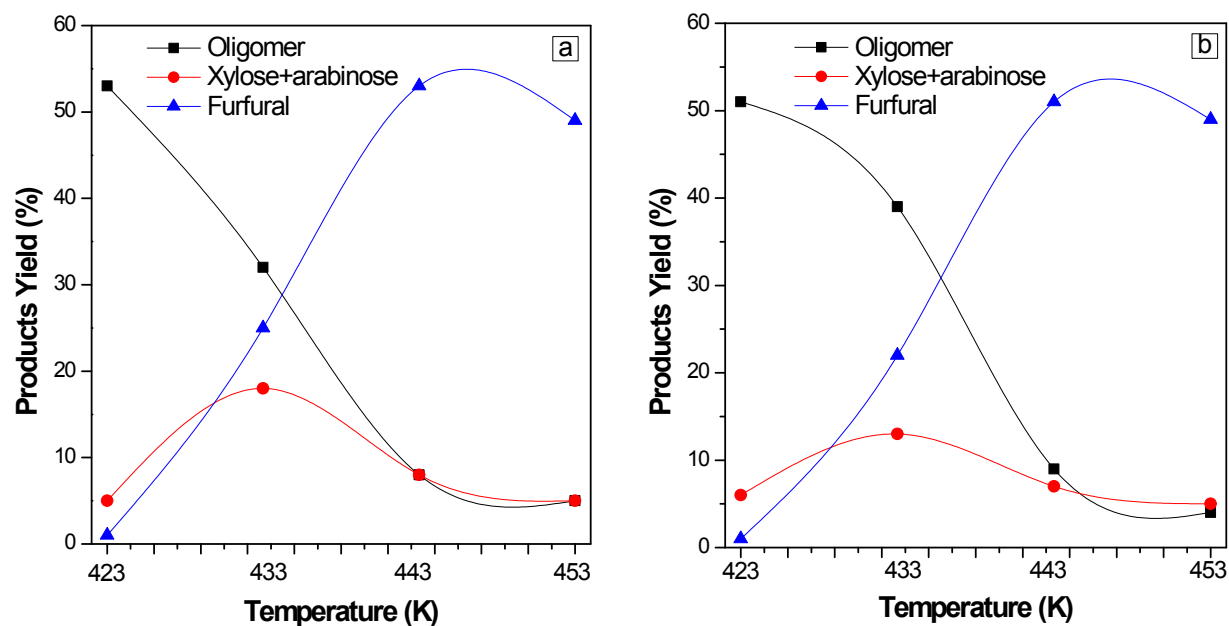 a
Oligomer
Xylose+arabinose
Furfural
Products Yield (%)
60
50
40
30
20
10
0
423 433 443 453
Temperature (K)
b
Oligomer
Xylose+arabinose
Furfural
Products Yield (%)
60
50
40
30
20
10
0
423 433 443 453
Temperature (K)